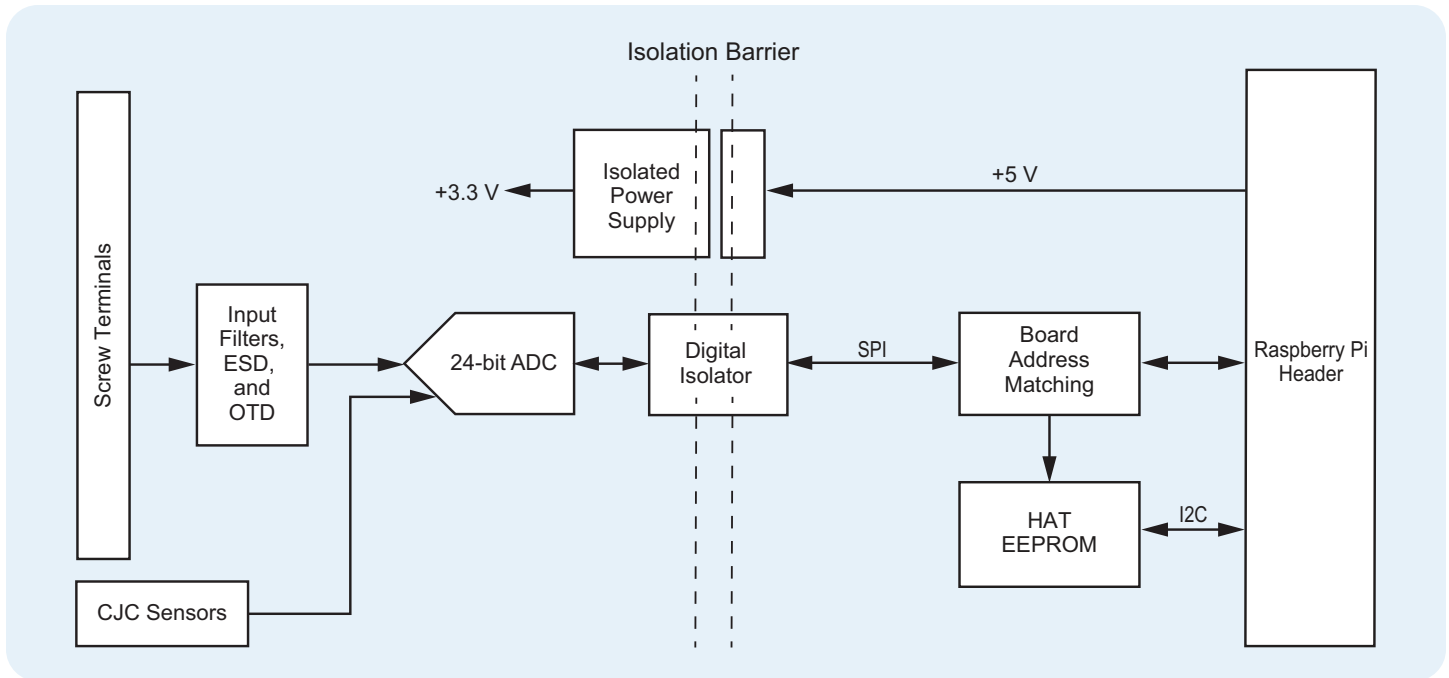 Isolation Barrier
Screw Terminals
+3.3 V
Isolated
Power
Supply
+5 V
Input
Filters,
ESD,
and
OTD
24-bit ADC
Digital
Isolator
SPI
Board
Address
Matching
Raspberry Pi
Header
HAT
EEPROM
I2C
CJC Sensors